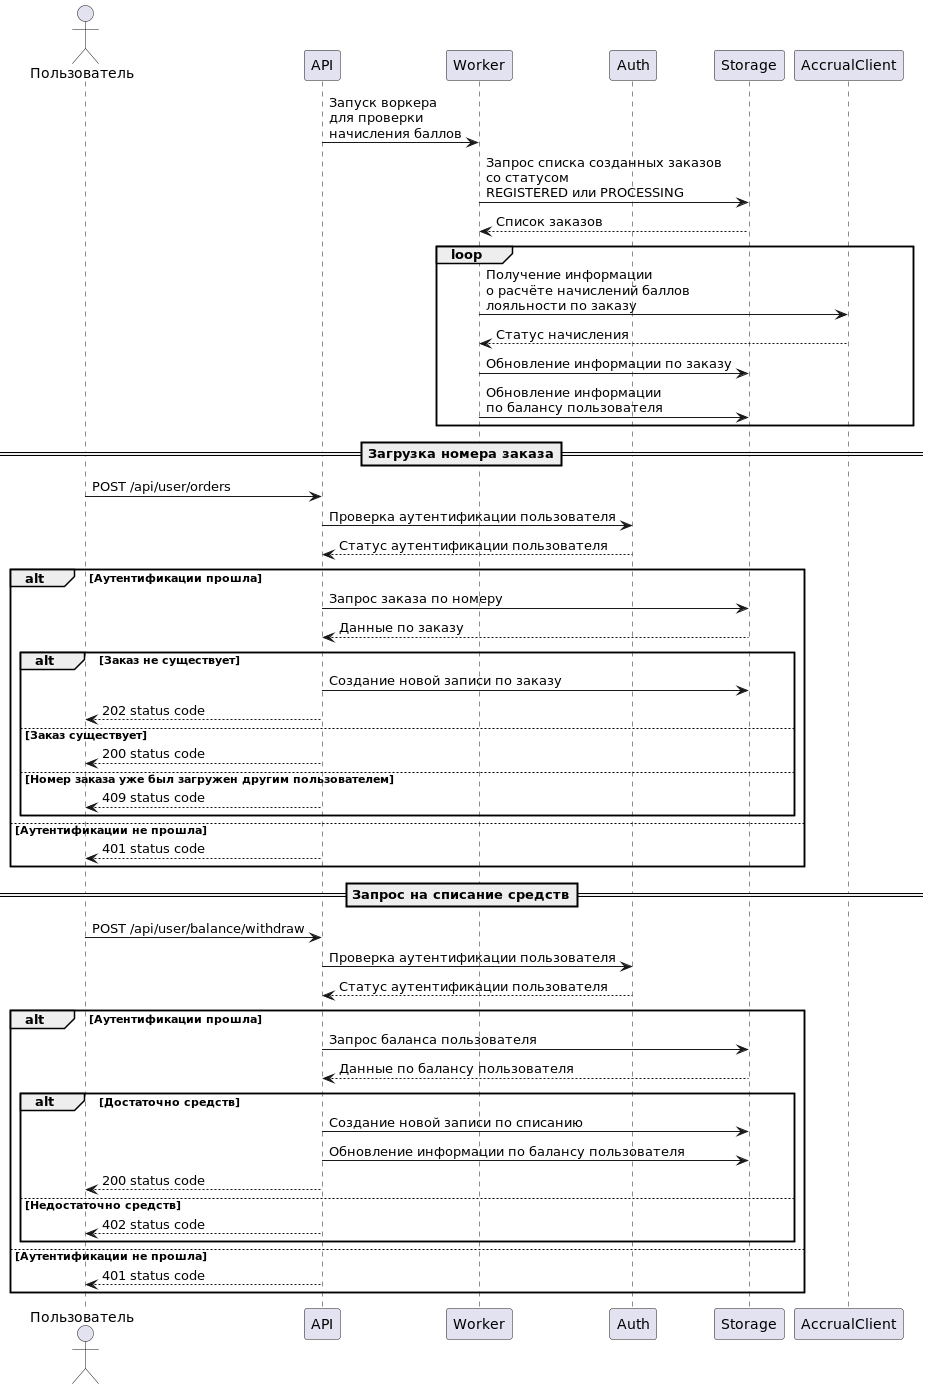 Пользователь
API
Worker
Auth
Storage
AccrualClient
Запуск воркера
для проверки
начисления баллов
Запрос списка созданных заказов
со статусом
REGISTERED или PROCESSING
Список заказов
loop
Получение информации
о расчёте начислений баллов
лояльности по заказу
Статус начисления
Обновление информации по заказу
Обновление информации
по балансу пользователя
Загрузка номера заказа
POST /api/user/orders
Проверка аутентификации пользователя
Статус аутентификации пользователя
alt [Аутентификации прошла]
Запрос заказа по номеру
Данные по заказу
alt [Заказ не существует]
Создание новой записи по заказу
202 status code
[Заказ существует]
200 status code
[Номер заказа уже был загружен другим пользователем]
409 status code
[Аутентификации не прошла]
401 status code
Запрос на списание средств
POST /api/user/balance/withdraw
Проверка аутентификации пользователя
Статус аутентификации пользователя
alt [Аутентификации прошла]
Запрос баланса пользователя
Данные по балансу пользователя
alt [Достаточно средств]
Создание новой записи по списанию
Обновление информации по балансу пользователя
200 status code
[Недостаточно средств]
402 status code
[Аутентификации не прошла]
401 status code
Пользователь
API
Worker
Auth
Storage
AccrualClient